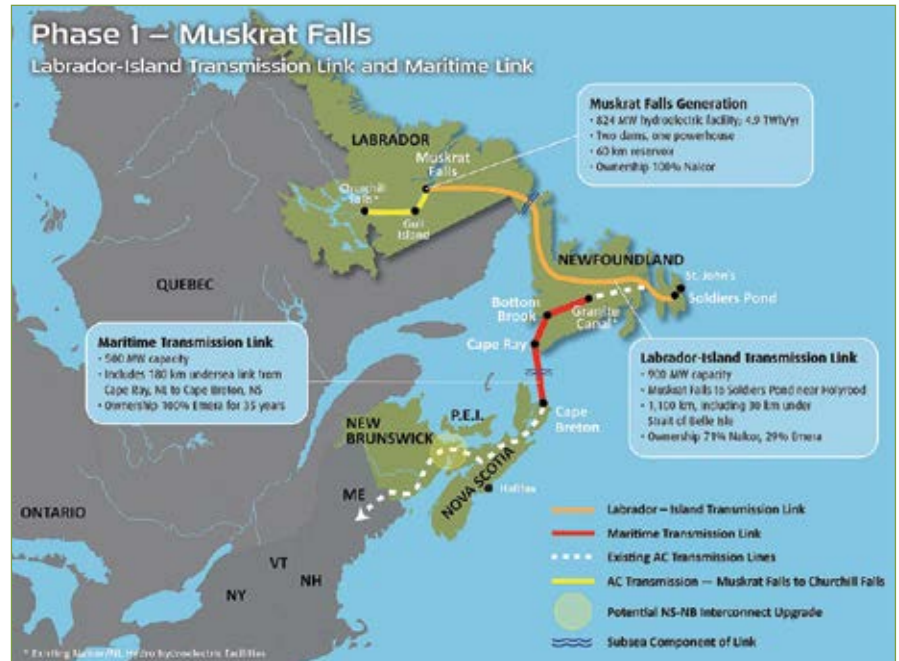 Phase 1 – Muskrat Falls
Labrador-Island Transmission Link and Maritime Link
Muskrat Falls Generation
• 824 MW hydroelectric facility; 4.9 TWh/yr
• Two dams, one powerhouse
• 60 km reservoir
• Ownership 100% Nalcor
LABRADOR
Muskrat
Falls
Churchill
Falls*
Gull
Island
QUEBEC
NEWFOUNDLAND
St. John's
Soldiers Pond
Bottom
Brook
Granite
Canal*
Cape Ray
Maritime Transmission Link
• 500 MW capacity
• Includes 180 km undersea link from
Cape Ray, NL to Cape Breton, NS
• Ownership 100% Emera for 35 years
Labrador-Island Transmission Link
• 900 MW capacity
• Muskrat Falls to Soldiers Pond near Holyrood
• 1,100 km, including 30 km under
Strait of Belle Isle
• Ownership 71% Nalcor, 29% Emera
Cape
Breton
P.E.I.
NEW
BRUNSWICK
NOVA SCOTIA
Halifax
ME
ONTARIO
VT
NH
NY
Labrador – Island Transmission Link
Maritime Transmission Link
Existing AC Transmission Lines
AC Transmission — Muskrat Falls to Churchill Falls
Potential NS-NB Interconnect Upgrade
Subsea Component of Link
* Existing Nalcor/NL Hydro hydroelectric facilities